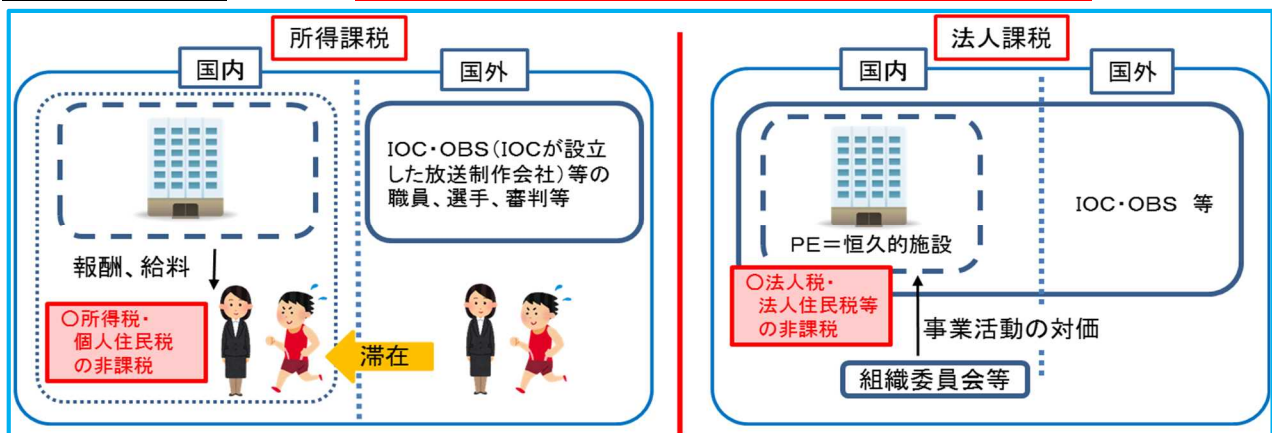 所得課税
国内
国外
IOC・OBS(IOCが設立
した放送制作会社)等の
職員、選手、審判等
報酬、給料
○所得税・
個人住民税
の非課税
滞在
法人課税
国内
国外
PE=恒久的施設
IOC・OBS 等
○法人税・
法人住民税等
の非課税
事業活動の対価
組織委員会等